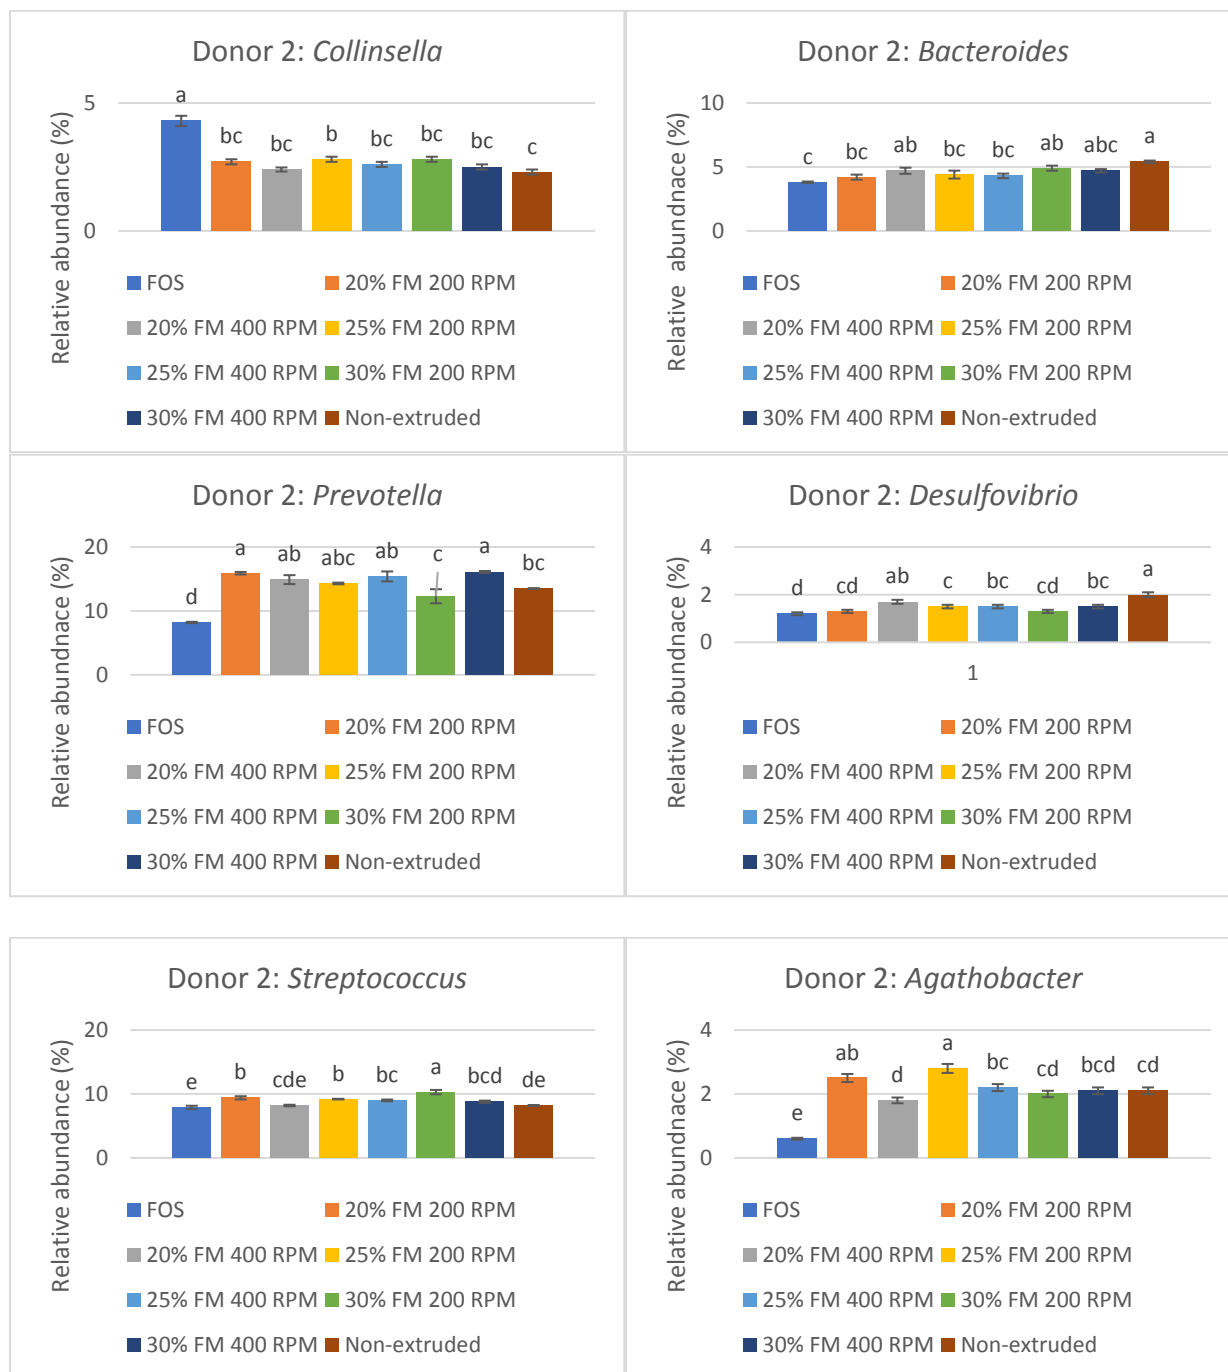 Donor 2: Collinsella
Relative abundance (%)
5
0
a
bc
bc
b
bc
bc
bc
c
FOS
20% FM 200 RPM
20% FM 400 RPM
25% FM 200 RPM
25% FM 400 RPM
30% FM 200 RPM
30% FM 400 RPM
Non-extruded
Donor 2: Bacteroides
Relative abundnace (%)
10
5
0
c
bc
ab
bc
bc
ab
abc
a
FOS
20% FM 200 RPM
20% FM 400 RPM
25% FM 200 RPM
25% FM 400 RPM
30% FM 200 RPM
30% FM 400 RPM
Non-extruded
Donor 2: Prevotella
Relative abundnace (%)
20
10
0
d
a
ab
abc
ab
c
a
bc
FOS
20% FM 200 RPM
20% FM 400 RPM
25% FM 200 RPM
25% FM 400 RPM
30% FM 200 RPM
30% FM 400 RPM
Non-extruded
Donor 2: Desulfovibrio
Relative abundnace (%)
4
2
0
d
cd
ab
c
bc
cd
bc
a
1
FOS
20% FM 200 RPM
20% FM 400 RPM
25% FM 200 RPM
25% FM 400 RPM
30% FM 200 RPM
30% FM 400 RPM
Non-extruded
Donor 2: Streptococcus
Relative abundance (%)
20
10
0
e
b
cde
b
bc
a
bcd
de
FOS
20% FM 200 RPM
20% FM 400 RPM
25% FM 200 RPM
25% FM 400 RPM
30% FM 200 RPM
30% FM 400 RPM
Non-extruded
Donor 2: Agathobacter
Relative abundnace (%)
4
2
0
e
ab
d
a
bc
cd
bcd
cd
FOS
20% FM 200 RPM
20% FM 400 RPM
25% FM 200 RPM
25% FM 400 RPM
30% FM 200 RPM
30% FM 400 RPM
Non-extruded